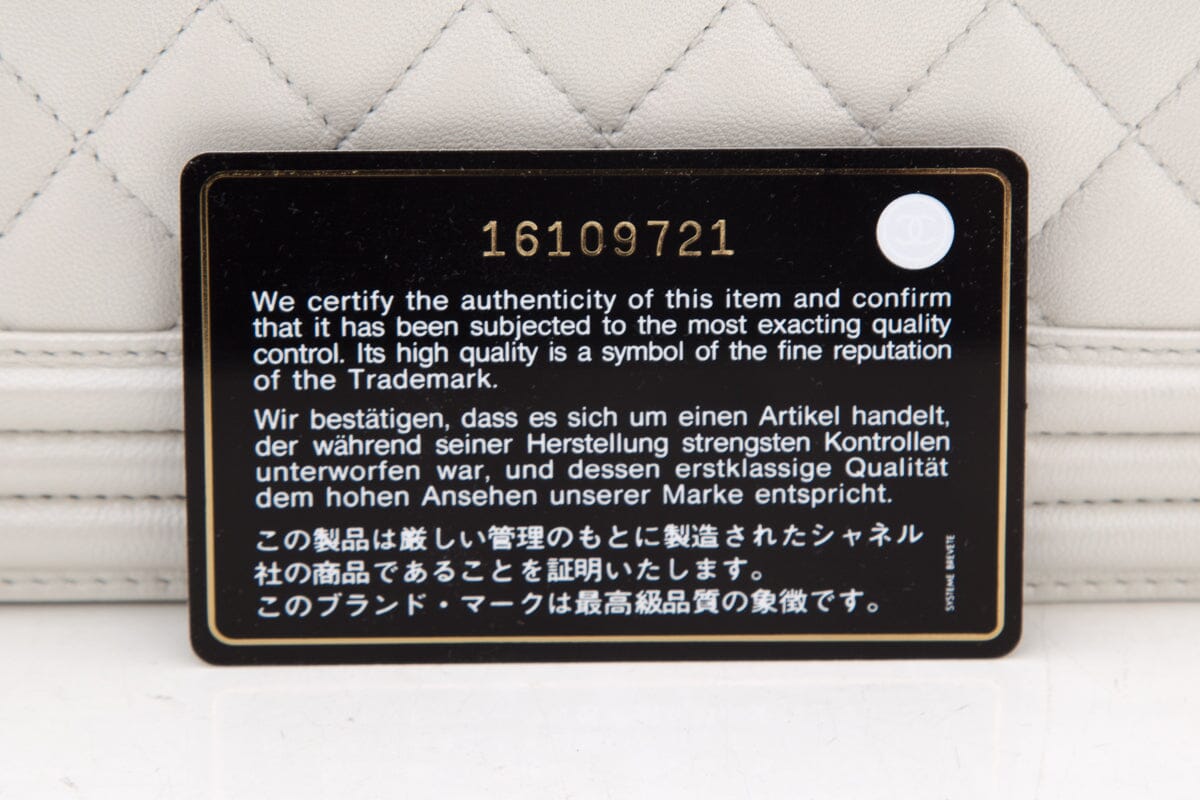 16109721
We certify the authenticity of this item and confirm
that it has been subjected to the most exacting quality
control. Its high quality is a symbol of the fine reputation
of the Trademark.
Wir bestätigen, dass es sich um einen Artikel handelt,
der während seiner Herstellung strengsten Kontrollen
unterworfen war, und dessen erstklassige Qualität
dem hohen Ansehen unserer Marke entspricht.
この製品は厳しい管理のもとに製造されたシャネル
社の商品であることを証明いたします。
このブランド・マークは最高級品質の象徴です。
SYSTEME BREVETE